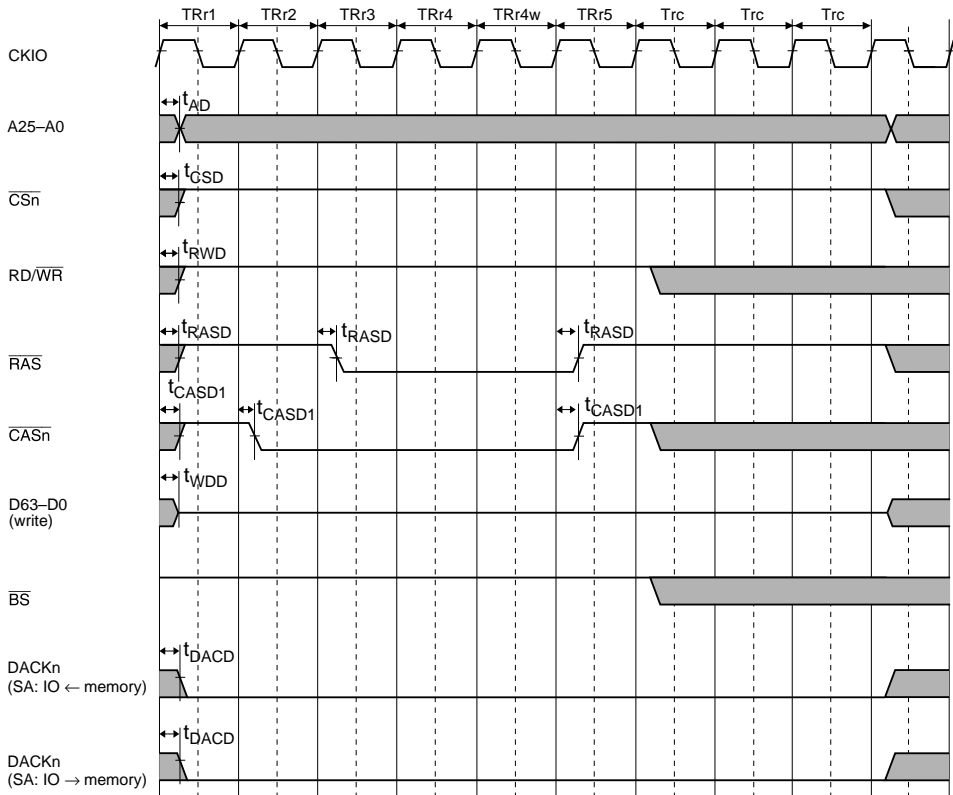 TRr1 TRr2 TRr3 TRr4 TRr4w TRr5 Trc Trc Trc
CKIO
tAD
A25–A0
tCSD
CSn
tRWD
RD/WR
tRASD tRASD tRASD
RAS
tCASD1 tCASD1 tCASD1
CASn
tWDD
D63–D0
(write)
BS
tDACD
DACKn
(SA: IO ← memory)
tDACD
DACKn
(SA: IO → memory)